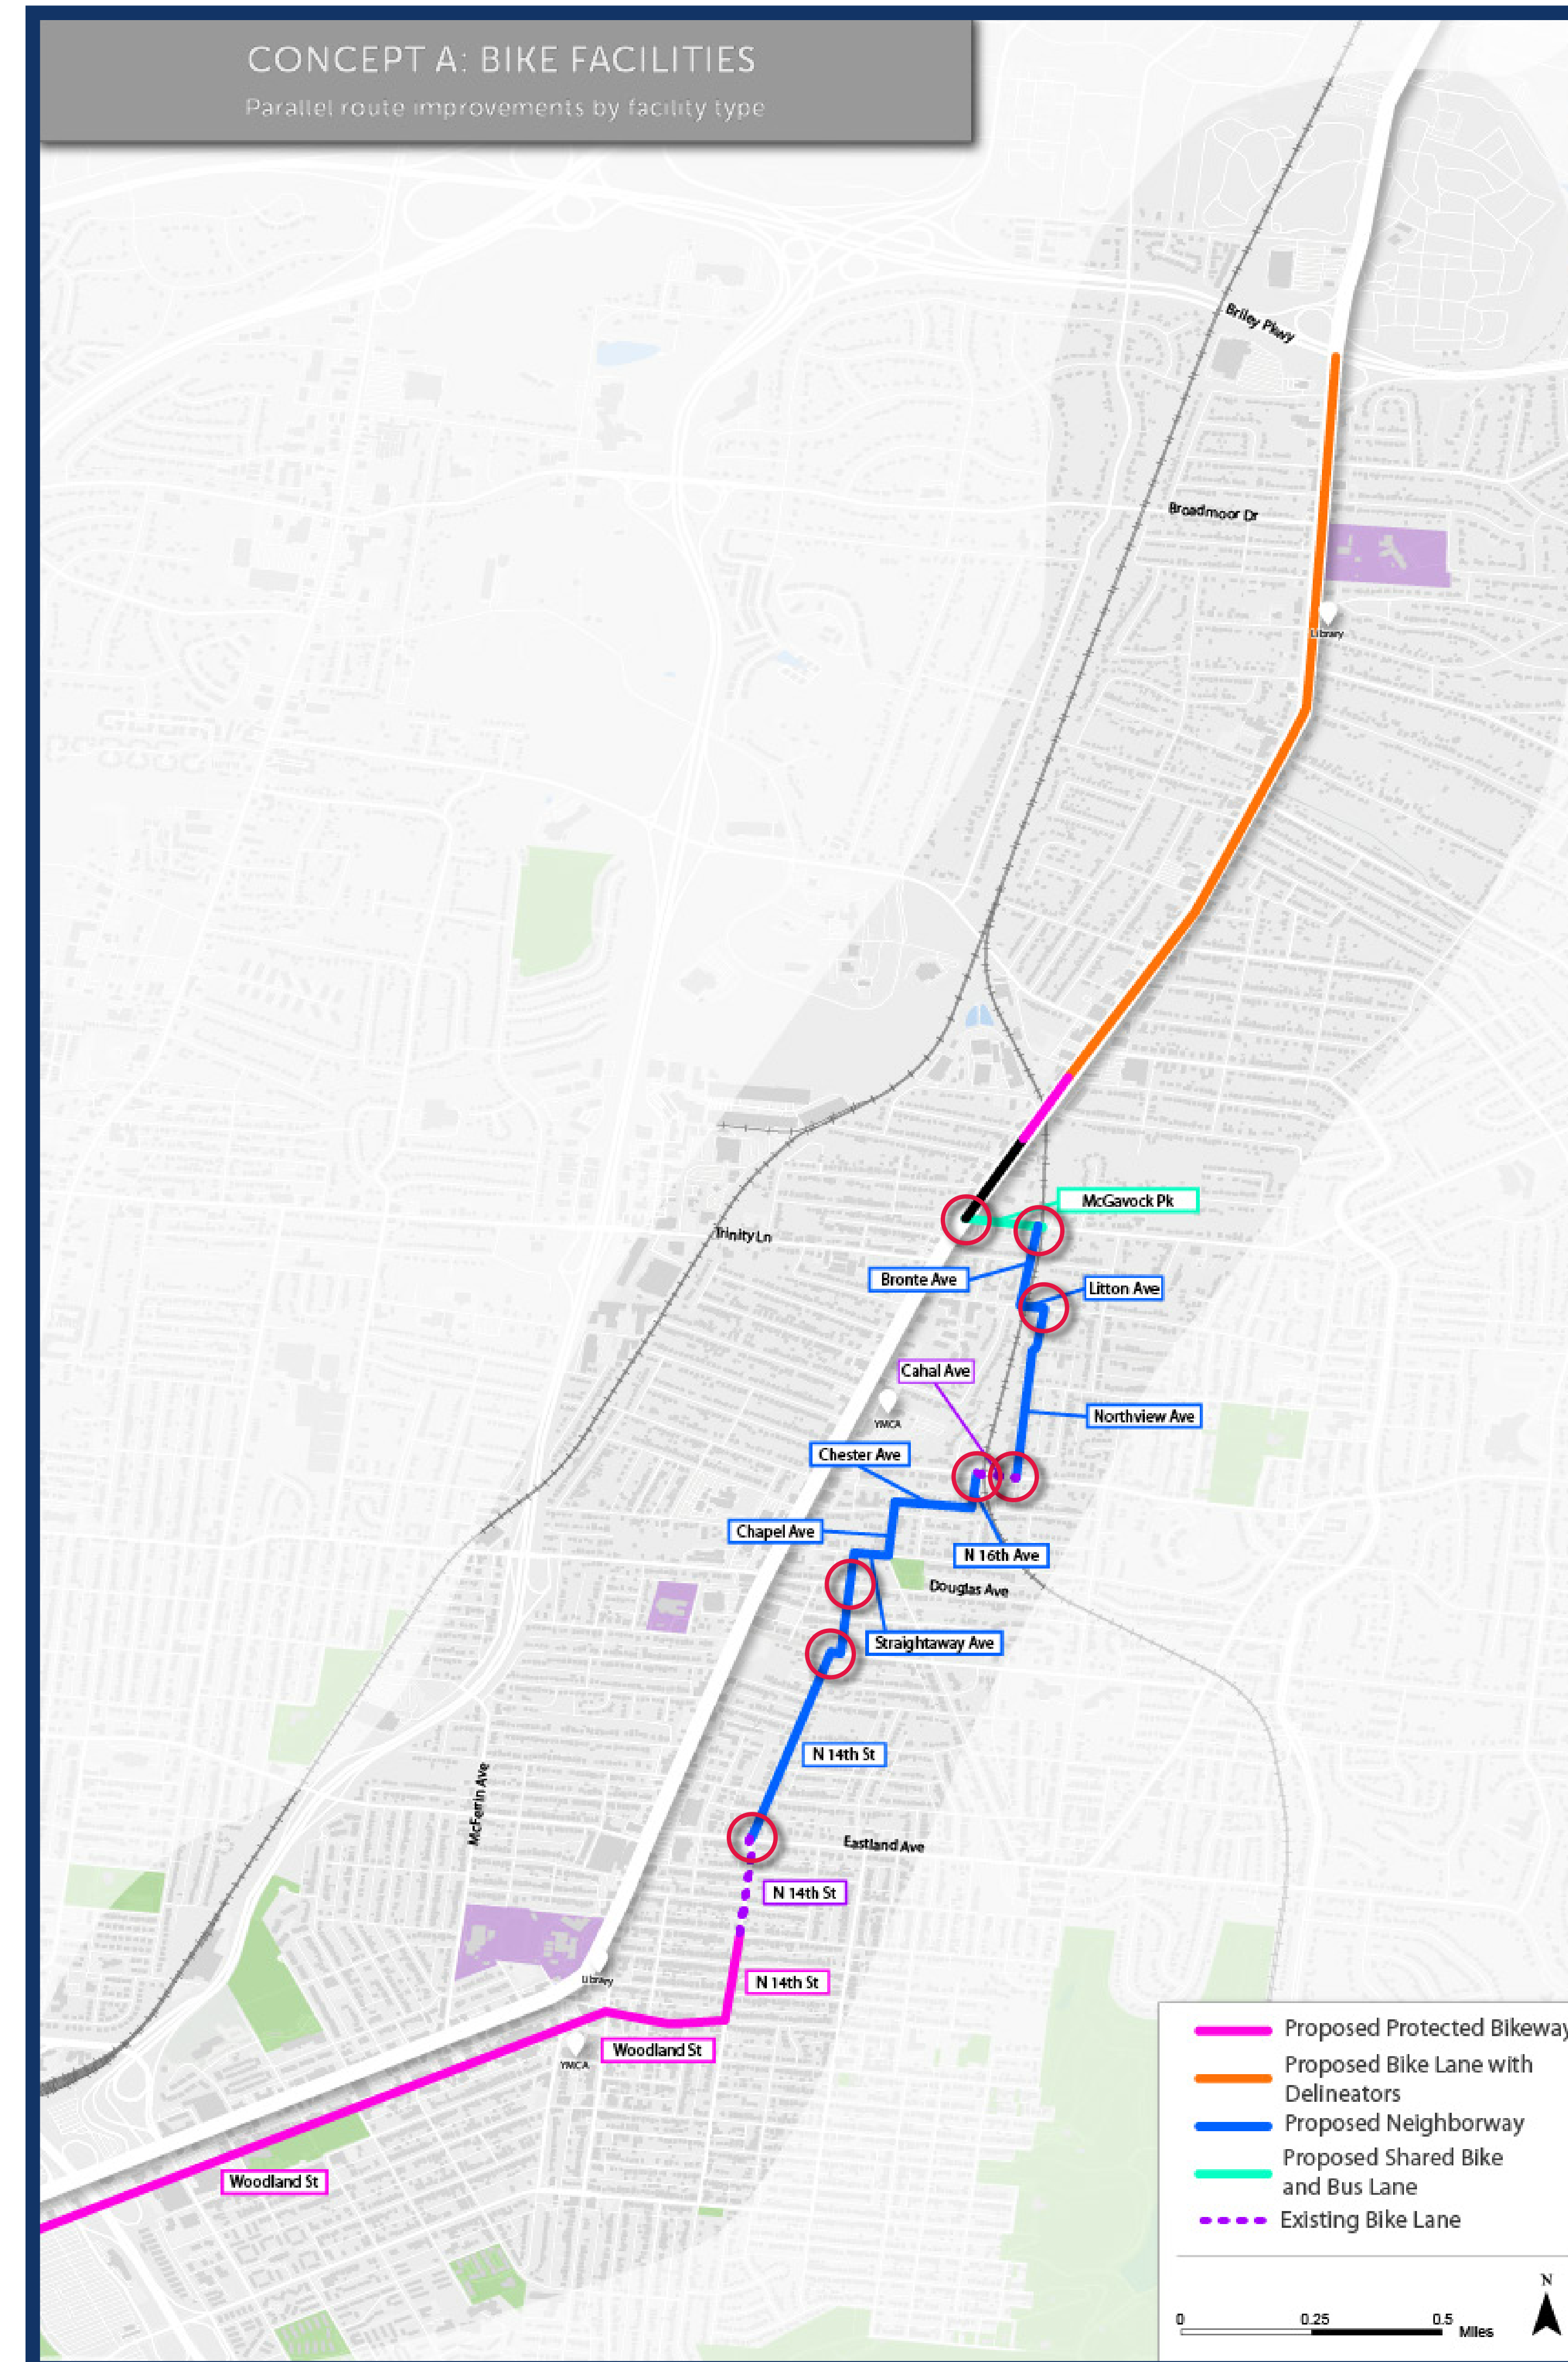 CONCEPT A: BIKE FACILITIES
Parallel route improvements by facility type
Briley Pkwy
Broadmoor Dr
Library
McGavock Pk
Trinity Ln
Bronte Ave
Litton Ave
Cahal Ave
YMCA
Northview Ave
Chester Ave
Chapel Ave
N 16th Ave
Douglas Ave
Straightaway Ave
N 14th St
McFerrin Ave
Eastland Ave
N 14th St
Library
N 14th St
Woodland St
YMCA
Woodland St
Proposed Protected Bikeway
Proposed Bike Lane with
Delineators
Proposed Neighborway
Proposed Shared Bike
and Bus Lane
Existing Bike Lane
N
0 0.25 0.5
Miles